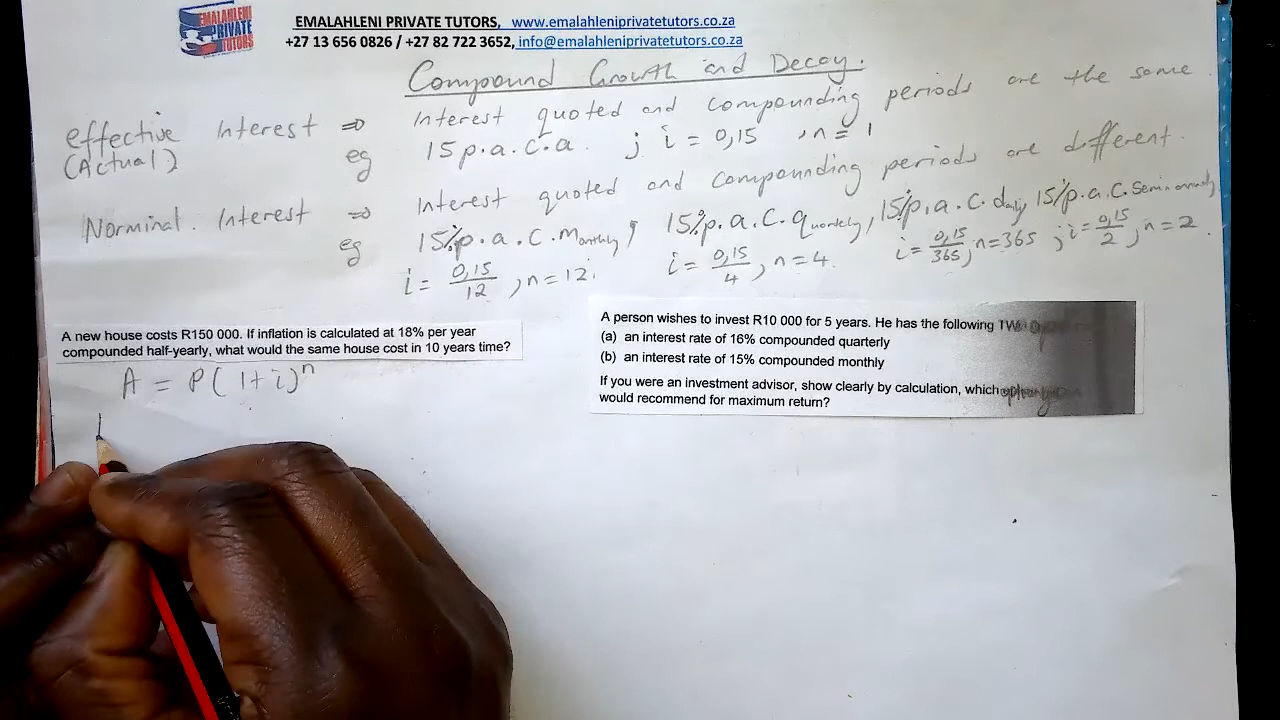 EMALAHLENI PRIVATE TUTORS
EMALAHLENI PRIVATE TUTORS, www.emalahleniprivatetutors.co.za
+27 13 656 0826 / +27 82 722 3652, info@emalahleniprivatetutors.co.za
Compound Growth and Decay.
effective Interest ⇒ Interest quoted and compounding periods are the same.
(Actual) eg 15 p.a.c.a. ; i = 0,15 , n = 1
Norminal Interest ⇒ Interest quoted and compounding periods are different.
eg 15% p.a.c. monthly, 15% p.a.c. quarterly, 15% p.a.c. daily, 15% p.a.c. semi annually
i = 0,15/12 , n = 12. i = 0,15/4 , n = 4. i = 0,15/365, n = 365 ; i = 0,15/2, n = 2.
A new house costs R150 000. If inflation is calculated at 18% per year
compounded half-yearly, what would the same house cost in 10 years time?
A = P(1+i)^n
A person wishes to invest R10 000 for 5 years. He has the following
(a) an interest rate of 16% compounded quarterly
(b) an interest rate of 15% compounded monthly
If you were an investment advisor, show clearly by calculation, which
would recommend for maximum return?